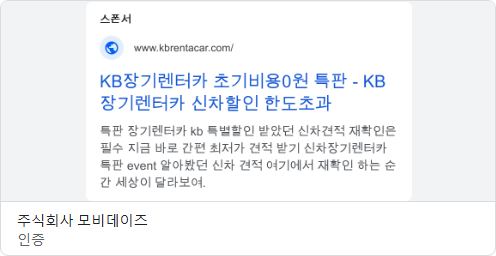 스폰서
www.kbrentacar.com/
KB장기렌터카 초기비용0원 특판 - KB
장기렌터카 신차할인 한도초과
특판 장기렌터카 kb 특별할인 받았던 신차견적 재확인은
필수 지금 바로 간편 최저가 견적 받기 신차장기렌터카
특판 event 알아봤던 신차 견적 여기에서 재확인 하는 순
간 세상이 달라보여.
주식회사 모비데이즈
인증